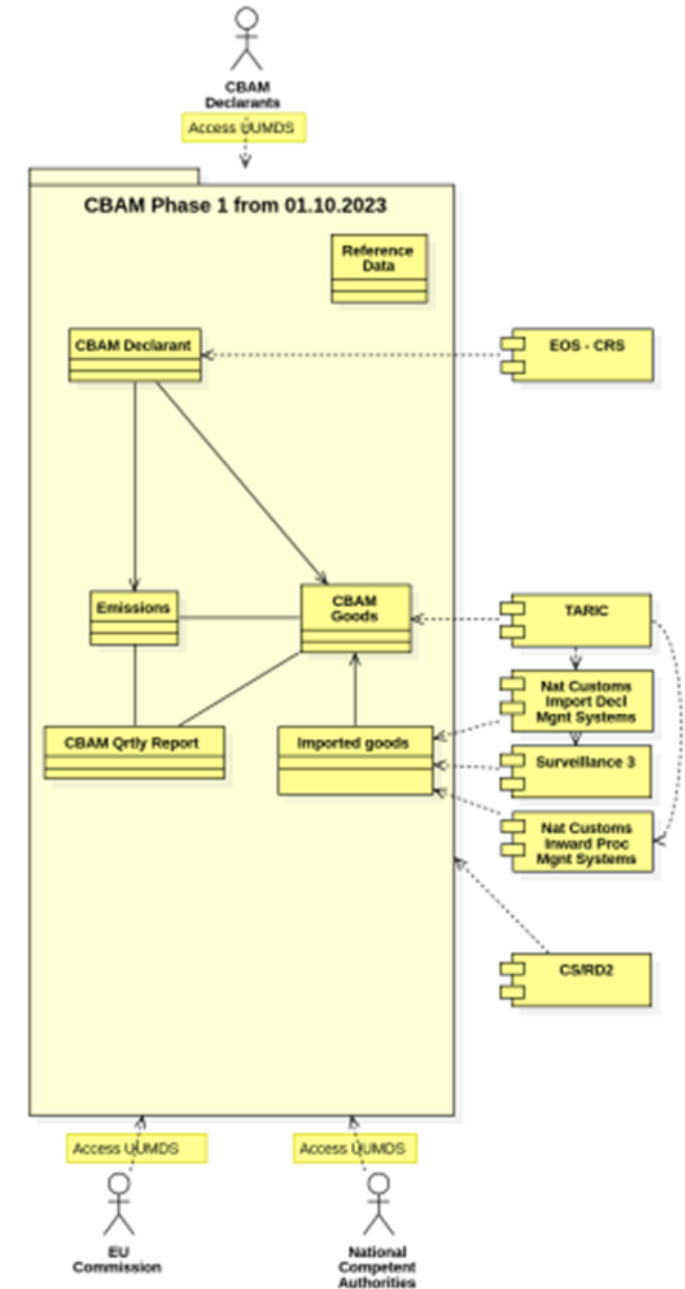 CBAM
Declarants
Access UUMDS
CBAM Phase 1 from 01.10.2023
Reference
Data
CBAM Declarant
EOS - CRS
Emissions
CBAM
Goods
TARIC
Nat Customs
Import Decl
Mgnt Systems
CBAM Qrtly Report
Imported goods
Surveillance 3
Nat Customs
Inward Proc
Mgnt Systems
CS/RD2
Access UUMDS
Access UUMDS
EU
Commission
National
Competent
Authorities